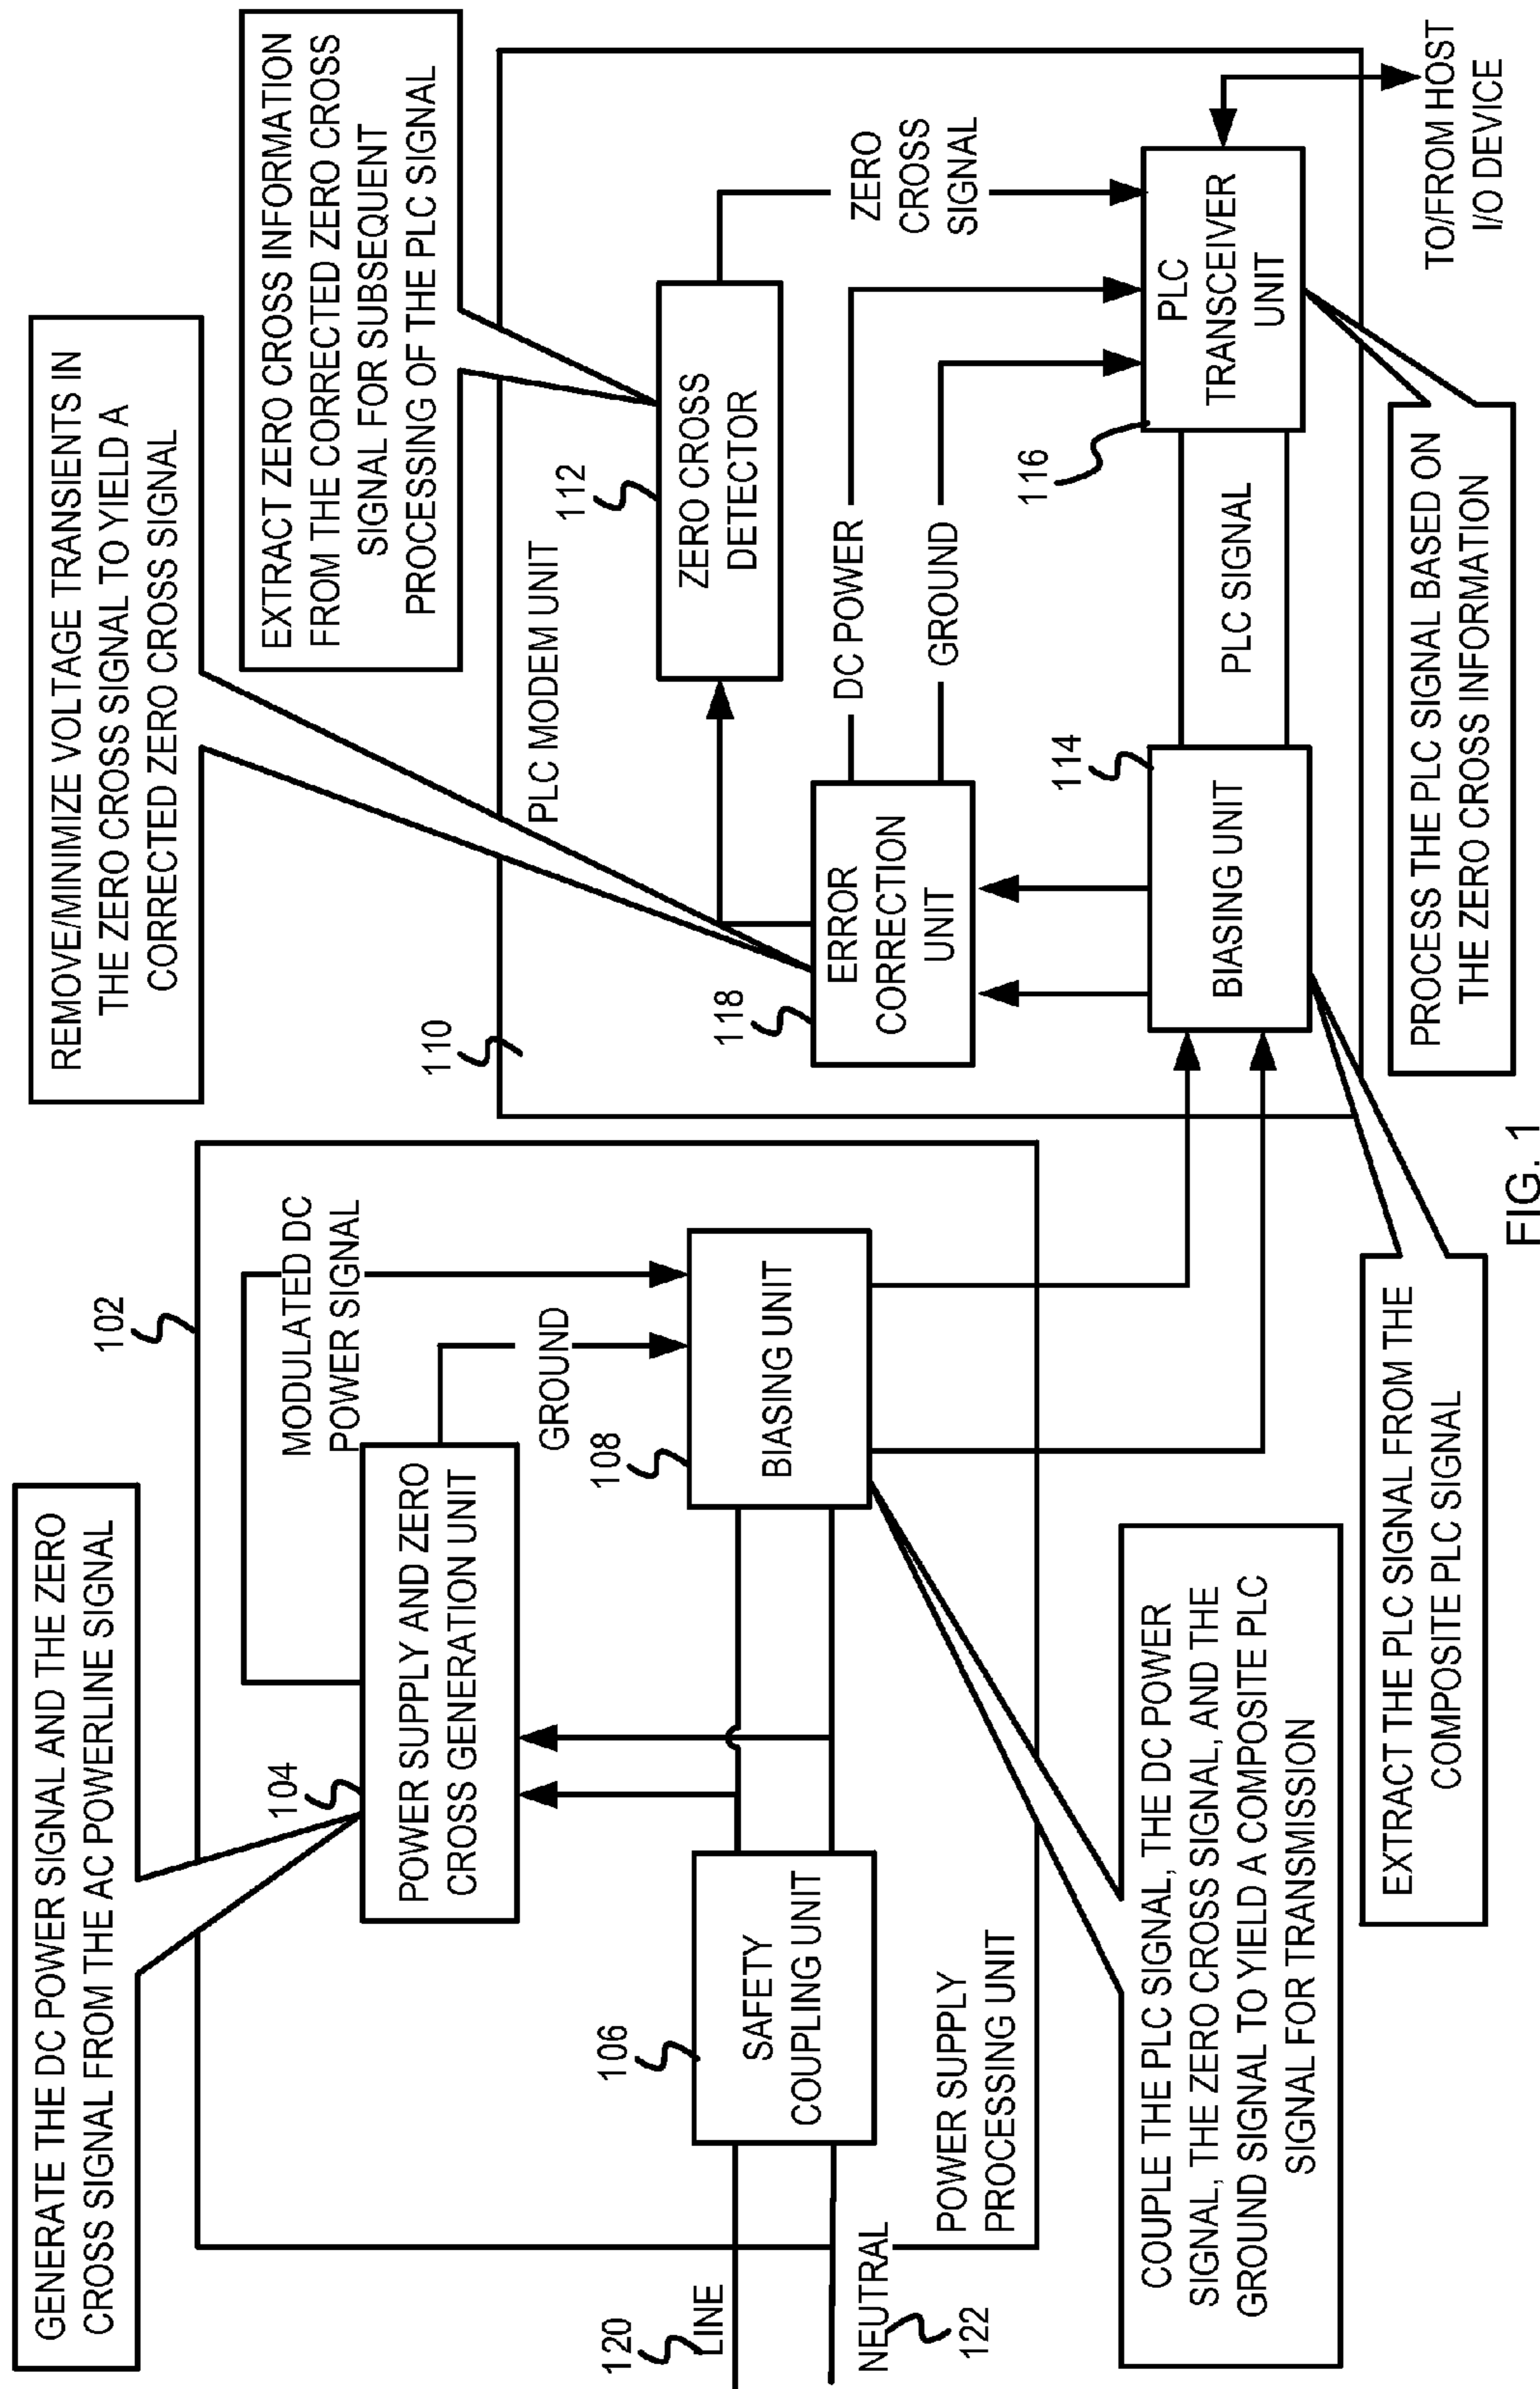 GENERATE THE DC POWER SIGNAL AND THE ZERO
CROSS SIGNAL FROM THE AC POWERLINE SIGNAL
102
MODULATED DC
POWER SIGNAL
104
POWER SUPPLY AND ZERO
CROSS GENERATION UNIT
GROUND
106
SAFETY
COUPLING UNIT
108
BIASING UNIT
120
LINE
NEUTRAL
122
POWER SUPPLY
PROCESSING UNIT
COUPLE THE PLC SIGNAL, THE DC POWER
SIGNAL, THE ZERO CROSS SIGNAL, AND THE
GROUND SIGNAL TO YIELD A COMPOSITE PLC
SIGNAL FOR TRANSMISSION
REMOVE/MINIMIZE VOLTAGE TRANSIENTS IN
THE ZERO CROSS SIGNAL TO YIELD A
CORRECTED ZERO CROSS SIGNAL
EXTRACT ZERO CROSS INFORMATION
FROM THE CORRECTED ZERO CROSS
SIGNAL FOR SUBSEQUENT
PROCESSING OF THE PLC SIGNAL
110
PLC MODEM UNIT
112
ZERO CROSS
DETECTOR
118
ERROR
CORRECTION
UNIT
DC POWER
GROUND
ZERO
CROSS
SIGNAL
114
BIASING UNIT
PLC SIGNAL
116
PLC
TRANSCEIVER
UNIT
TO/FROM HOST
I/O DEVICE
EXTRACT THE PLC SIGNAL FROM THE
COMPOSITE PLC SIGNAL
PROCESS THE PLC SIGNAL BASED ON
THE ZERO CROSS INFORMATION
FIG. 1